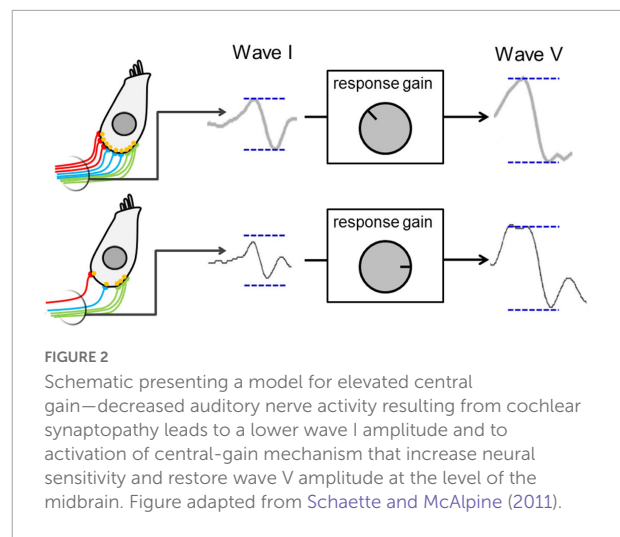 Wave I
Wave V
response gain
response gain
FIGURE 2
Schematic presenting a model for elevated central
gain—decreased auditory nerve activity resulting from cochlear
synaptopathy leads to a lower wave I amplitude and to
activation of central-gain mechanism that increase neural
sensitivity and restore wave V amplitude at the level of the
midbrain. Figure adapted from Schaette and McAlpine (2011).